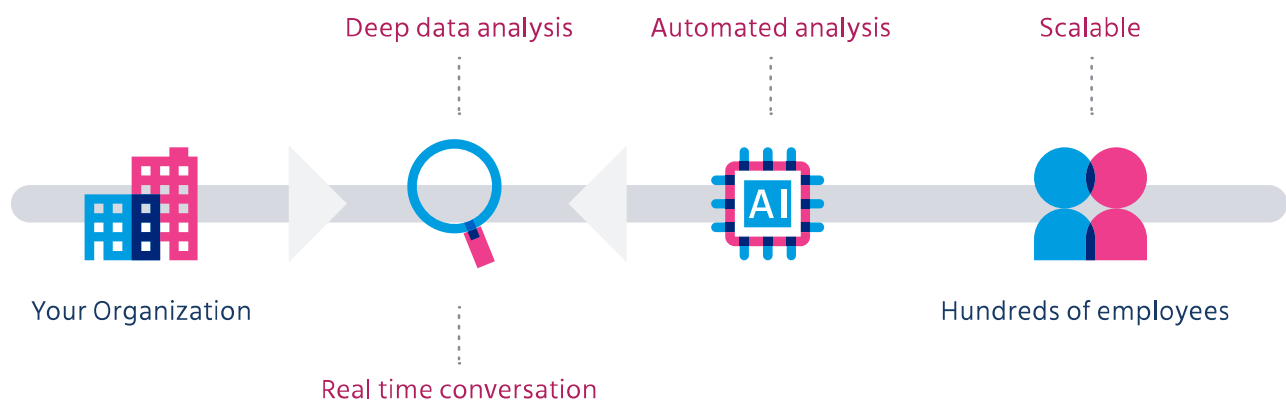 Deep data analysis
Automated analysis
Scalable
AI
Your Organization
Hundreds of employees
Real time conversation